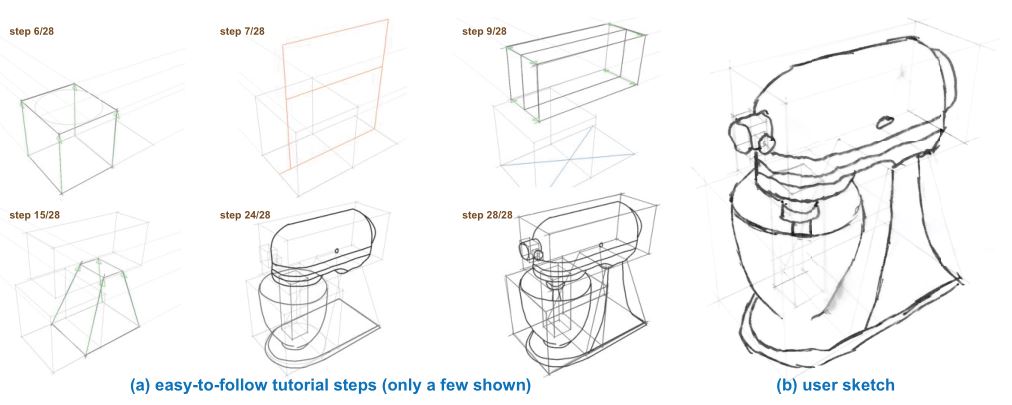 step 6/28
step 7/28
step 9/28
step 15/28
step 24/28
step 28/28
(a) easy-to-follow tutorial steps (only a few shown)
(b) user sketch